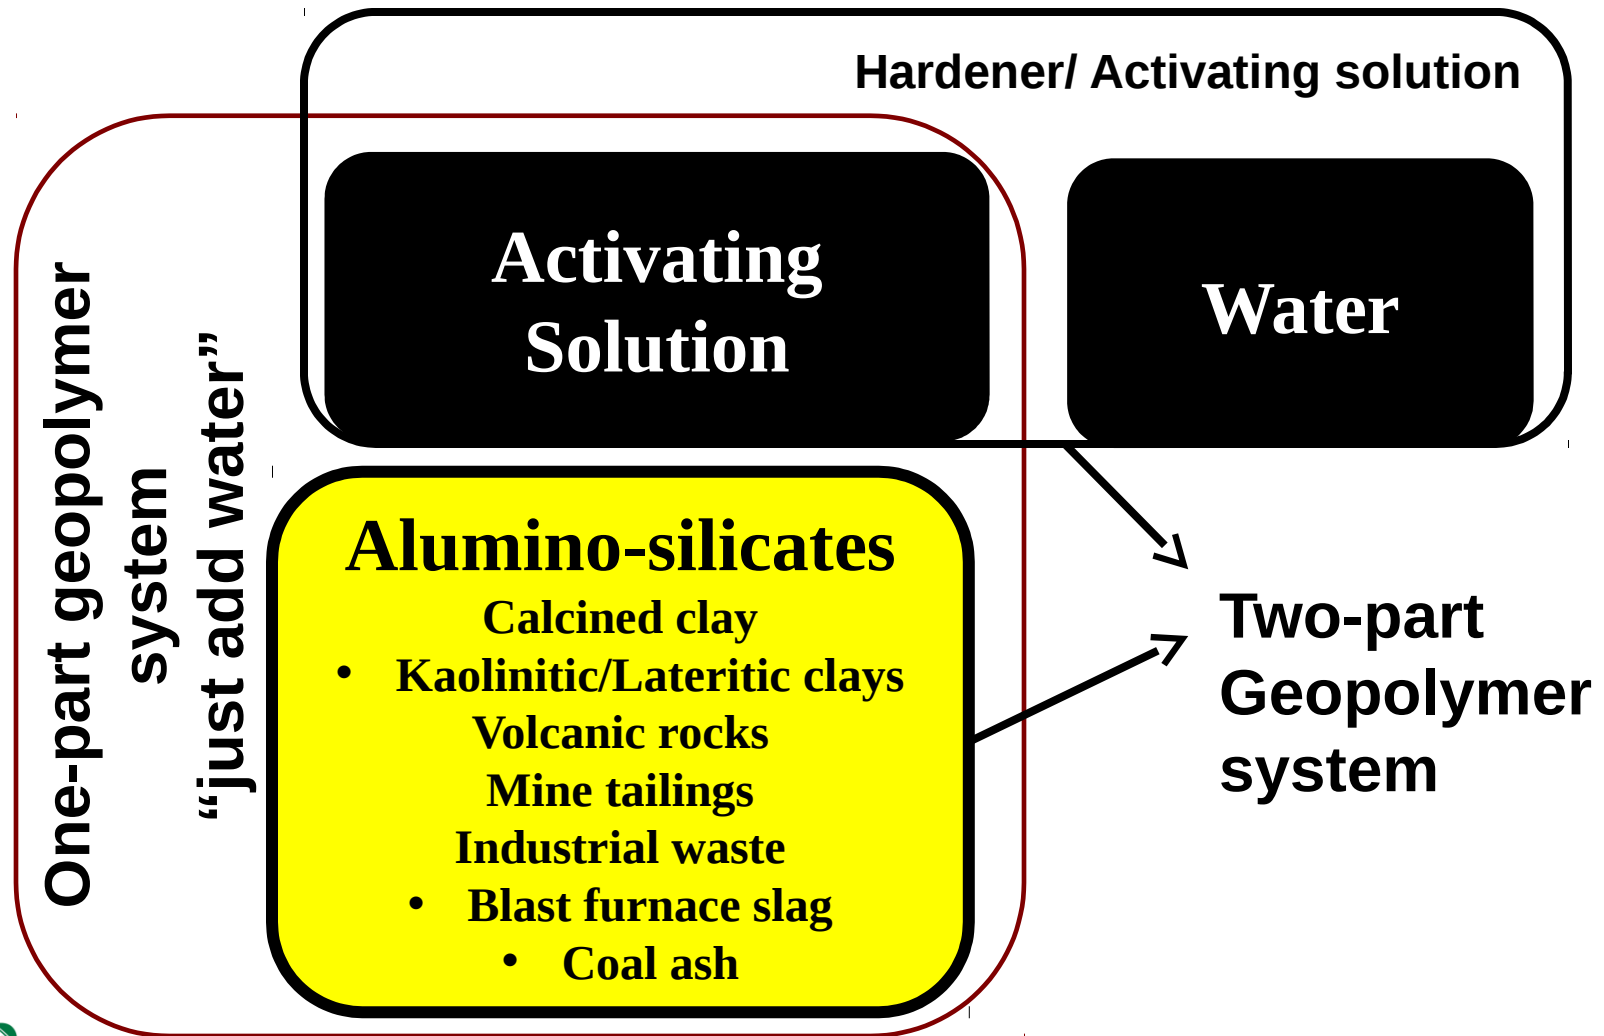 Hardener/ Activating solution
Activating
Solution
Water
One-part geopolymer
system
“just add water”
Alumino-silicates
Calcined clay
• Kaolinitic/Lateritic clays
Volcanic rocks
Mine tailings
Industrial waste
• Blast furnace slag
• Coal ash
Two-part
Geopolymer
system